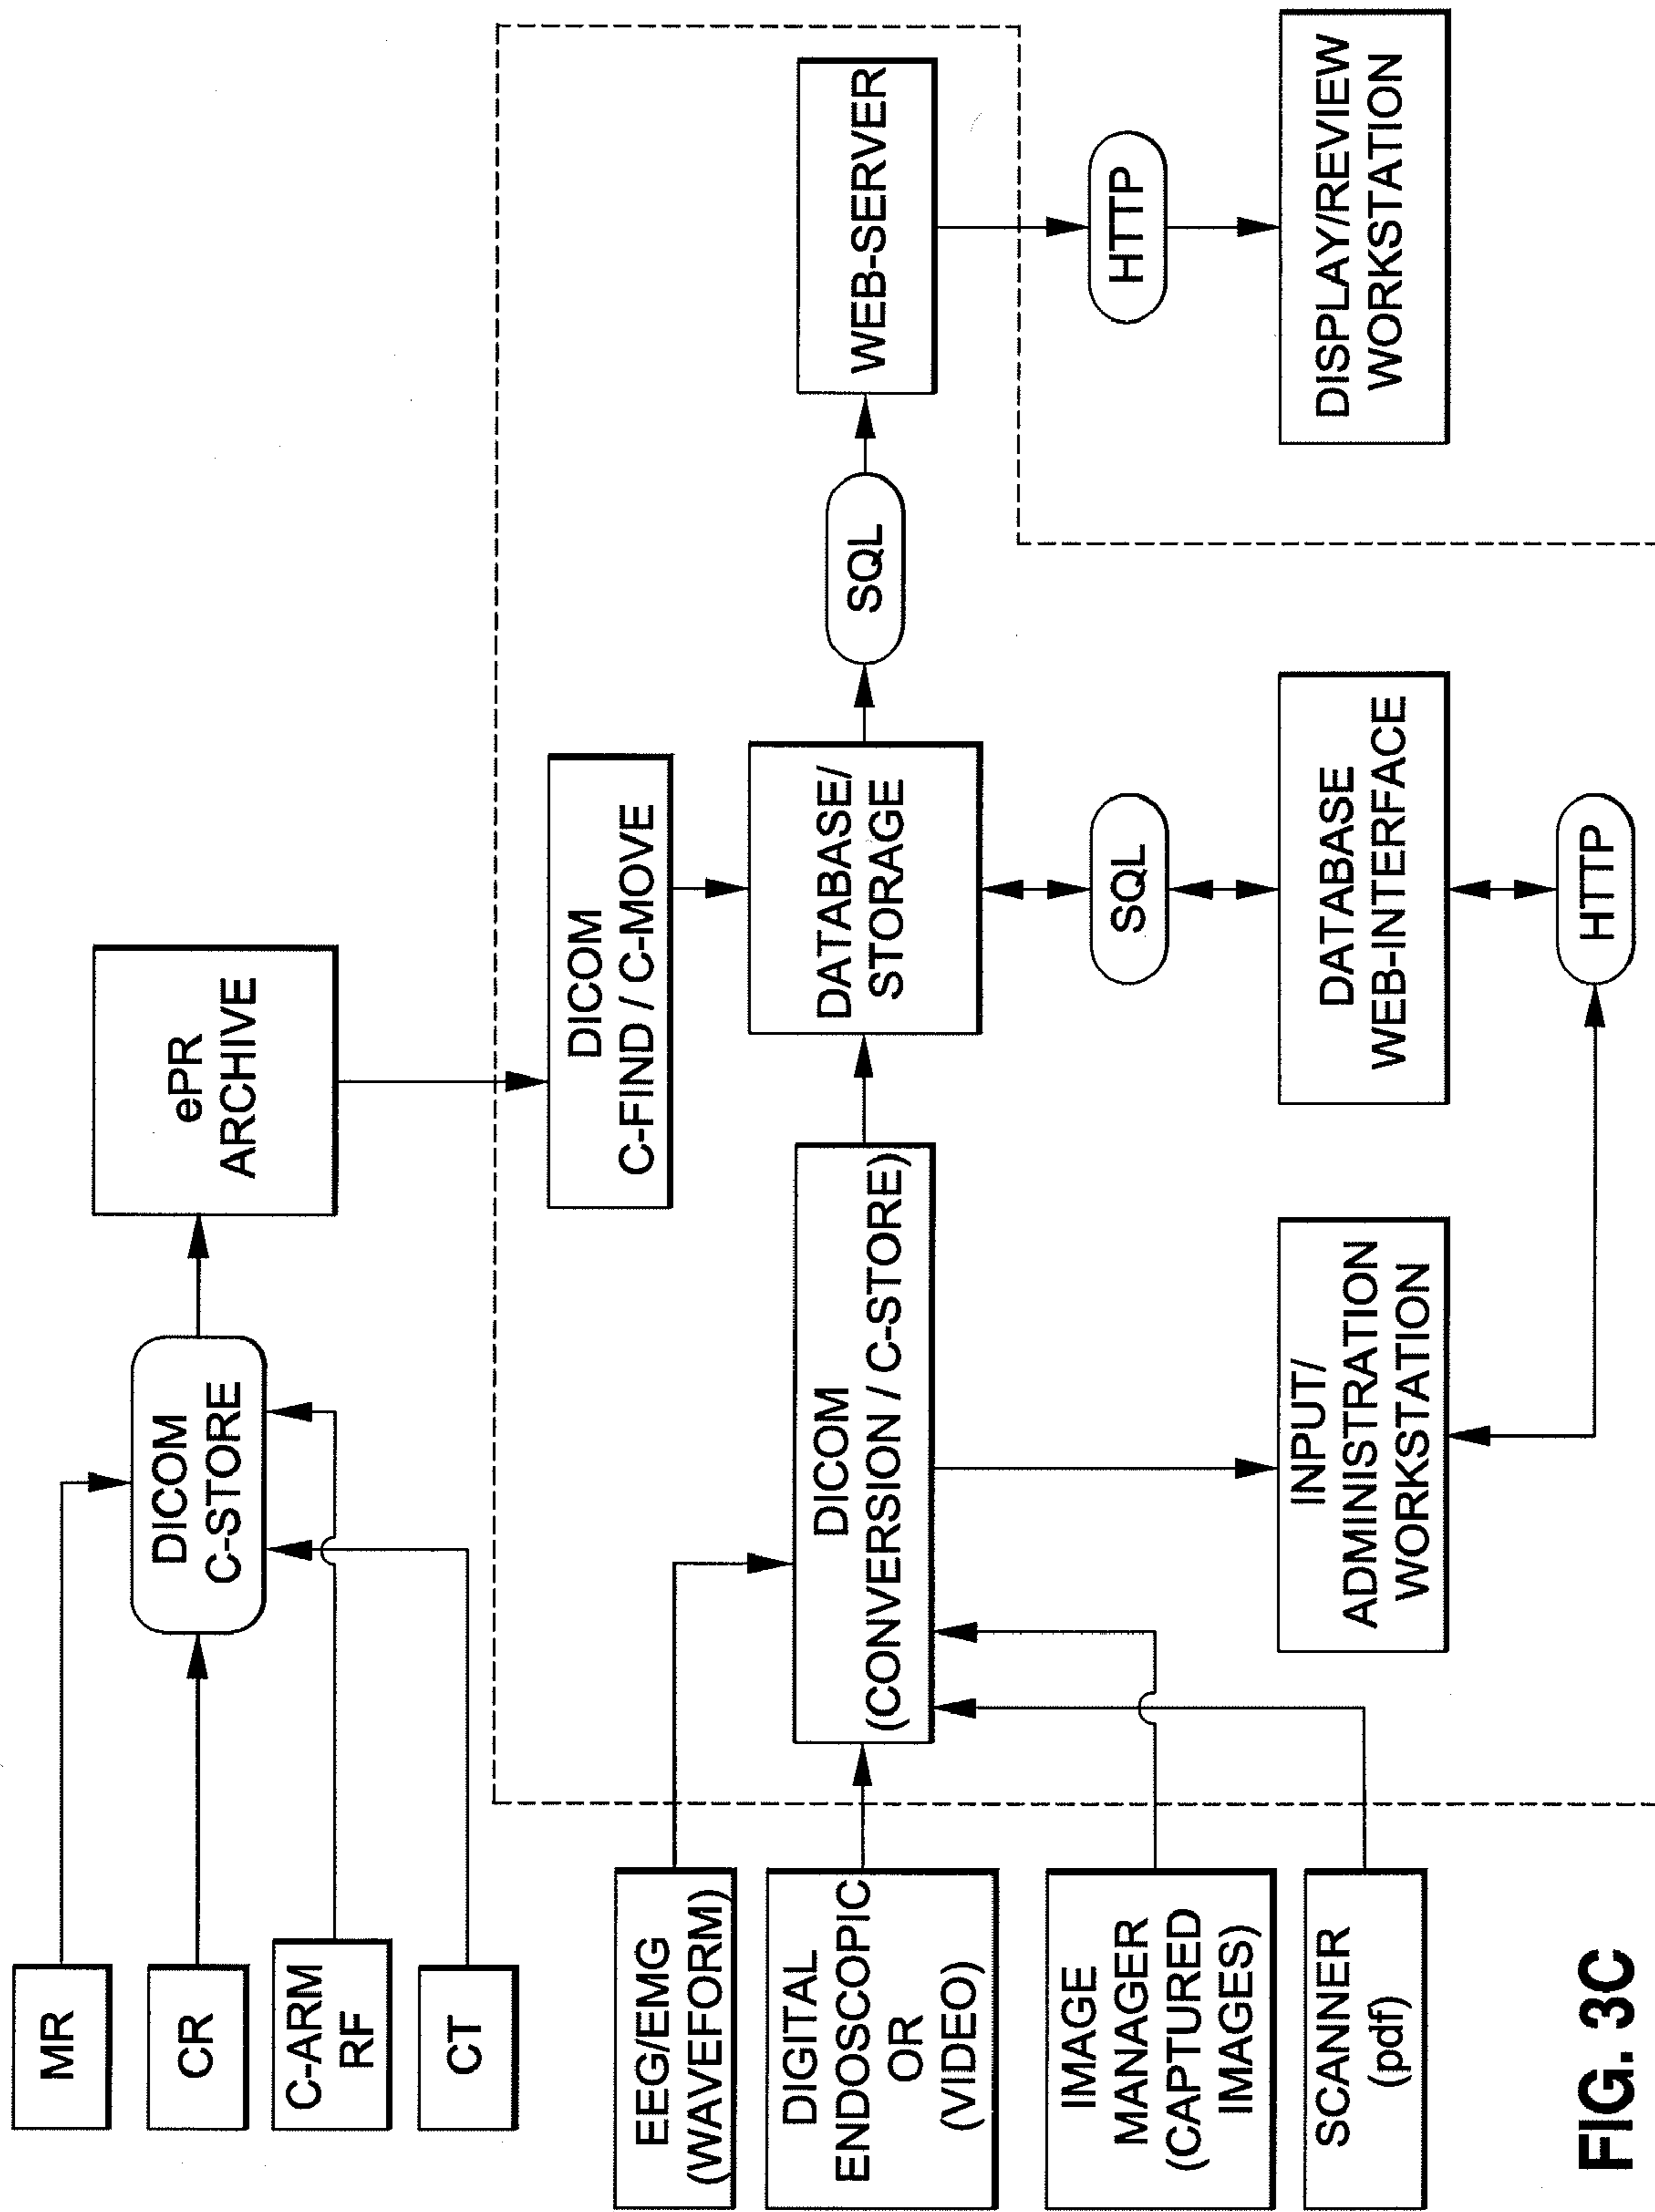 MR
CR
C-ARM
RF
CT
DICOM
C-STORE
ePR
ARCHIVE
EEG/EMG
(WAVEFORM)
DIGITAL
ENDOSCOPIC
OR
(VIDEO)
IMAGE
MANAGER
(CAPTURED
IMAGES)
SCANNER
(pdf)
DICOM
C-FIND / C-MOVE
DICOM
(CONVERSION / C-STORE)
DATABASE/
STORAGE
SQL
WEB-SERVER
HTTP
DISPLAY/REVIEW
WORKSTATION
SQL
DATABASE
WEB-INTERFACE
HTTP
INPUT/
ADMINISTRATION
WORKSTATION
FIG. 3C